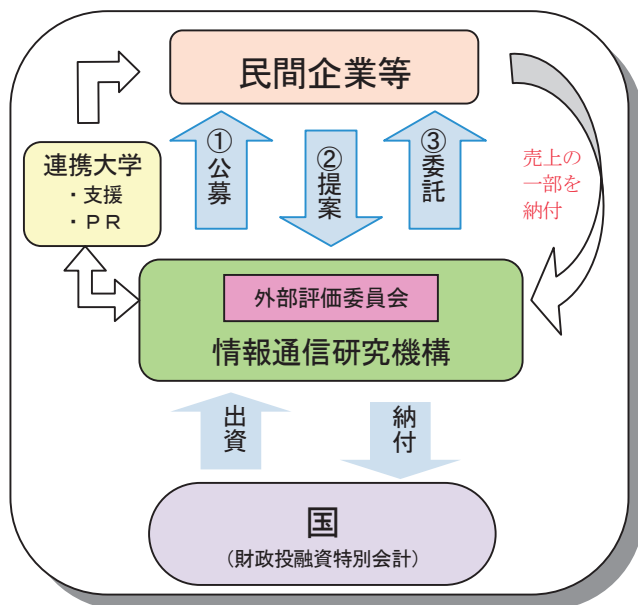 民間企業等
①公募
②提案
③委託
売上の
一部を
納付
連携大学
・支援
・ＰＲ
外部評価委員会
情報通信研究機構
出資
納付
国
（財政投融資特別会計）